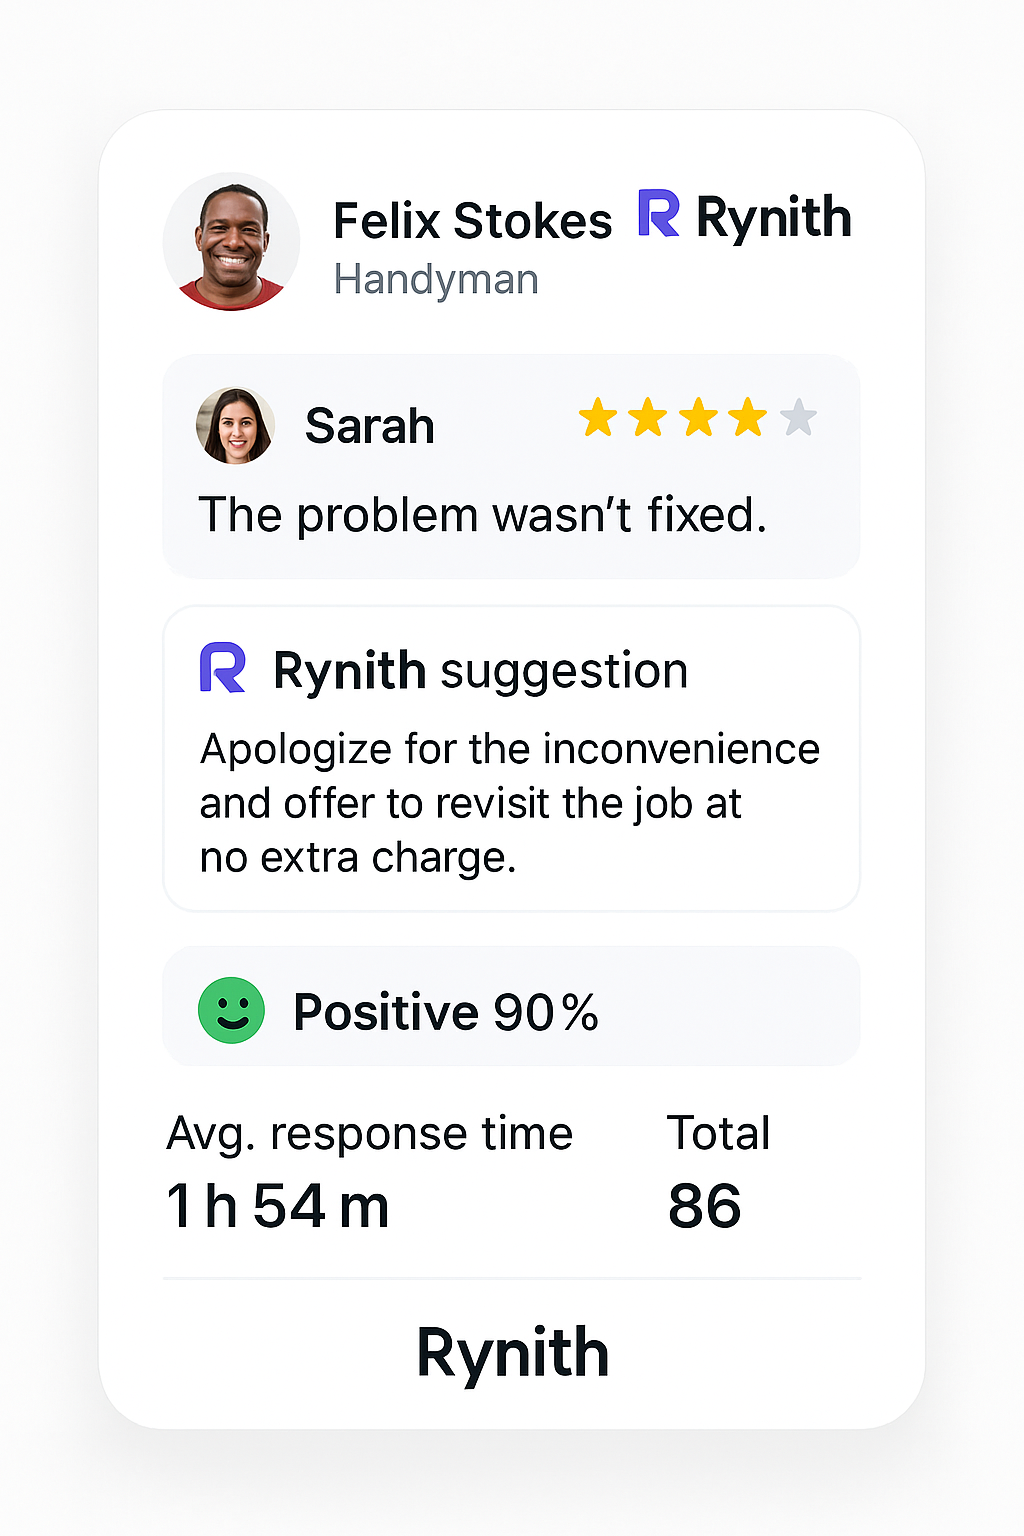 Felix Stokes
Rynith
Handyman
Sarah
The problem wasn’t fixed.
Rynith suggestion
Apologize for the inconvenience
and offer to revisit the job at
no extra charge.
Positive 90%
Avg. response time
Total
1 h 54 m
86
Rynith